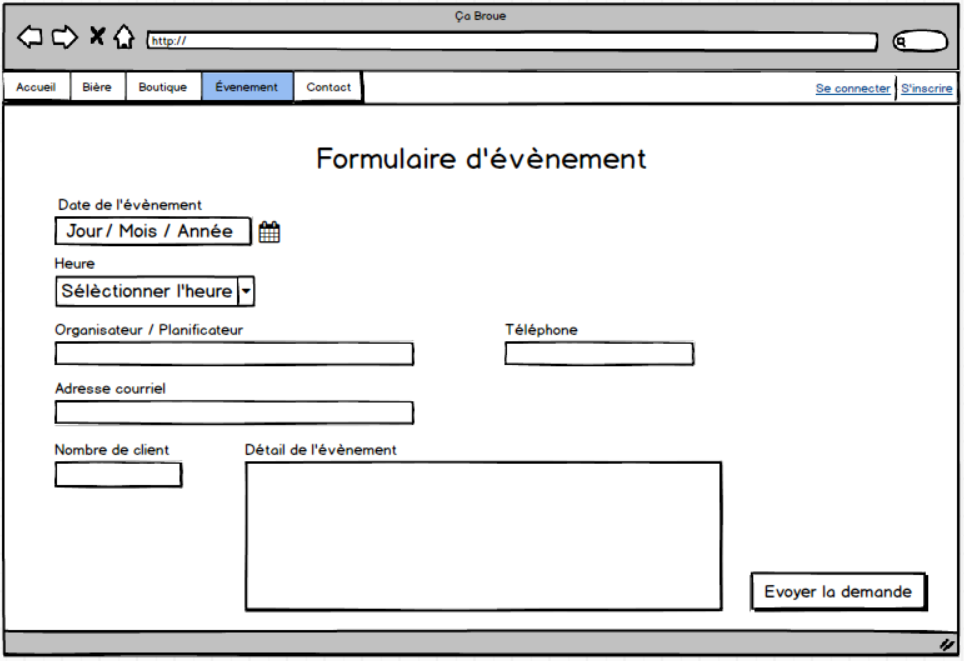 Ça Broue
http://
Accueil Bière Boutique Évenement Contact Se connecter S'inscrire
Formulaire d'évènement
Date de l'évènement
Jour / Mois / Année
Heure
Sélèctionner l'heure
Organisateur / Planificateur Téléphone
Adresse courriel
Nombre de client Détail de l'évènement
Evoyer la demande